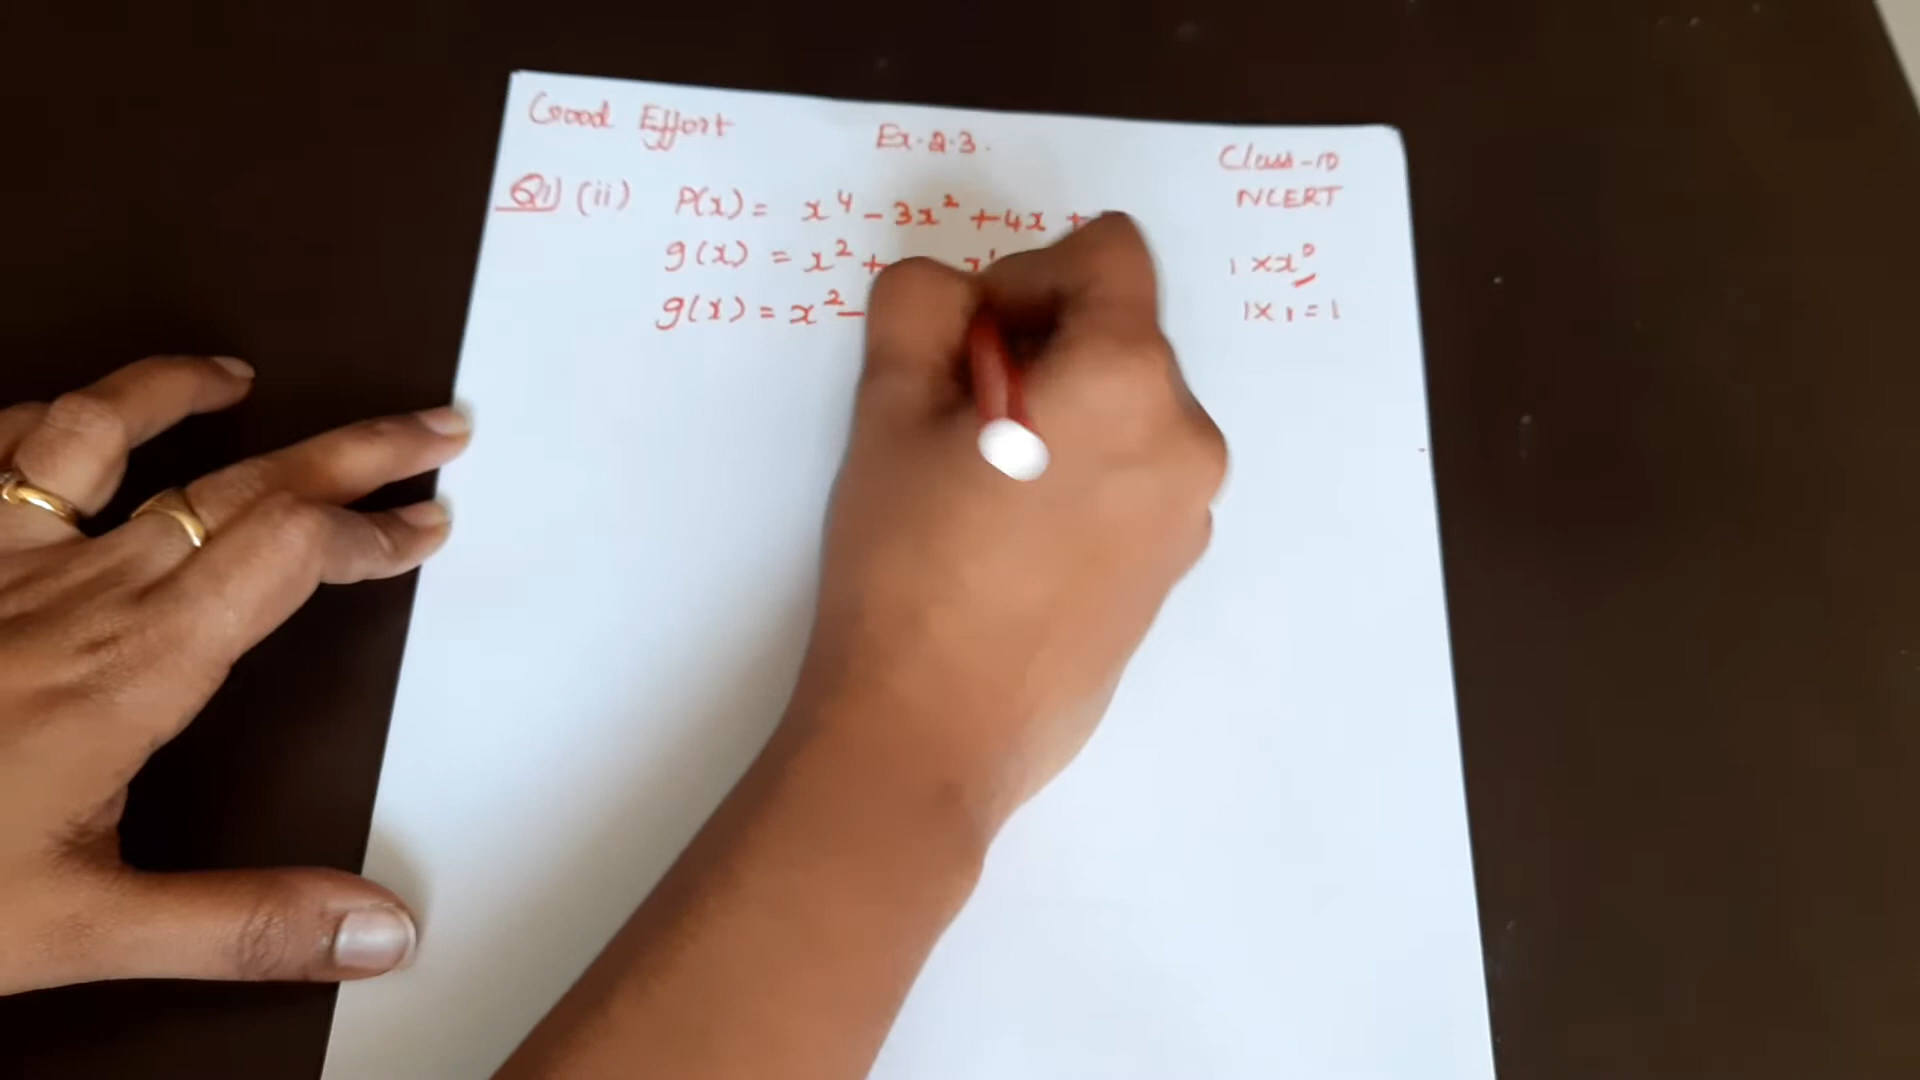 Good Effort Ex.2.3. Class-10
Q1) (ii) P(x) = x⁴ - 3x² + 4x + NCERT
g(x) = x² + x¹ 1 × x⁰
g(x) = x² - 1 × 1 = 1